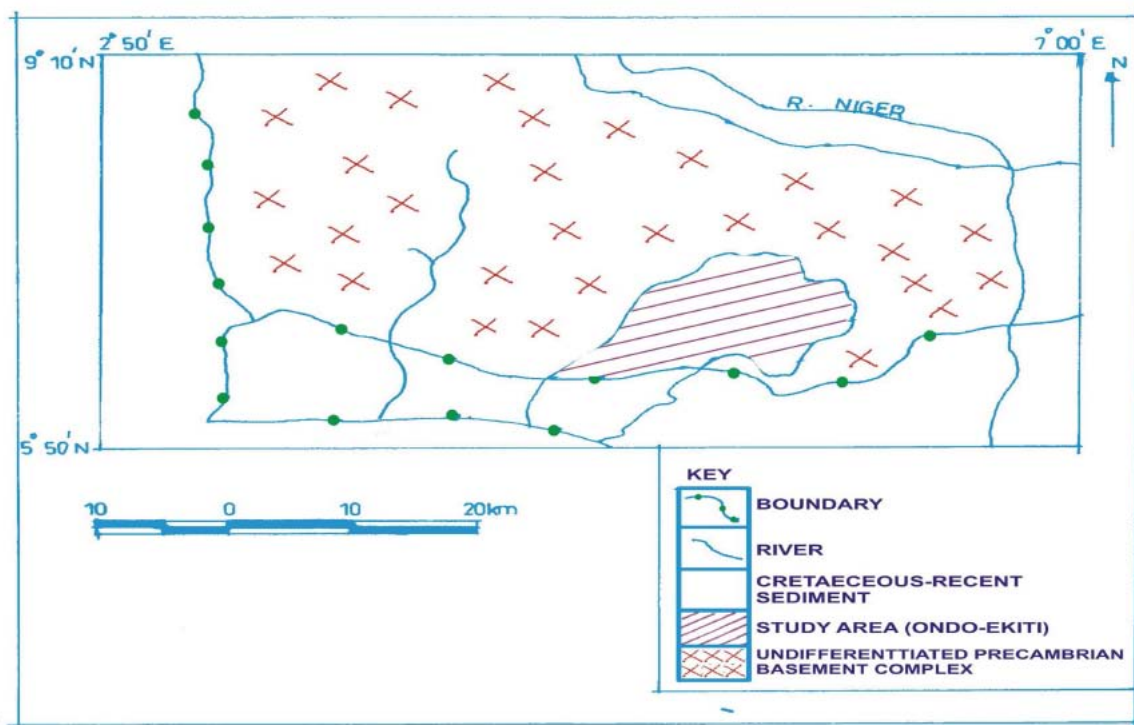 2° 50' E
7° 00' E
9° 10' N
N
R. NIGER
5° 50' N
10 0 10 20km
KEY
BOUNDARY
RIVER
CRETAECEOUS-RECENT
SEDIMENT
STUDY AREA (ONDO-EKITI)
UNDIFFERENTTIATED PRECAMBRIAN
BASEMENT COMPLEX